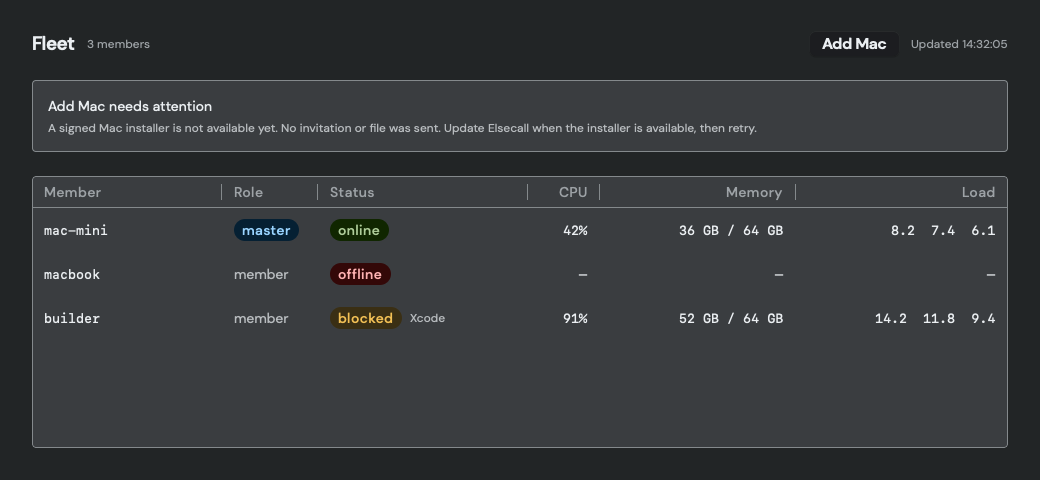 Fleet 3 members Add Mac Updated 14:32:05
Add Mac needs attention
A signed Mac installer is not available yet. No invitation or file was sent. Update Elsecall when the installer is available, then retry.
Member Role Status CPU Memory Load
mac-mini master online 42% 36 GB / 64 GB 8.2 7.4 6.1
macbook member offline — — —
builder member blocked Xcode 91% 52 GB / 64 GB 14.2 11.8 9.4